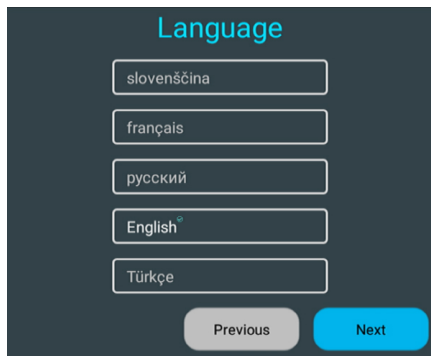 Language
slovenščina
français
русский
English
Türkçe
Previous Next